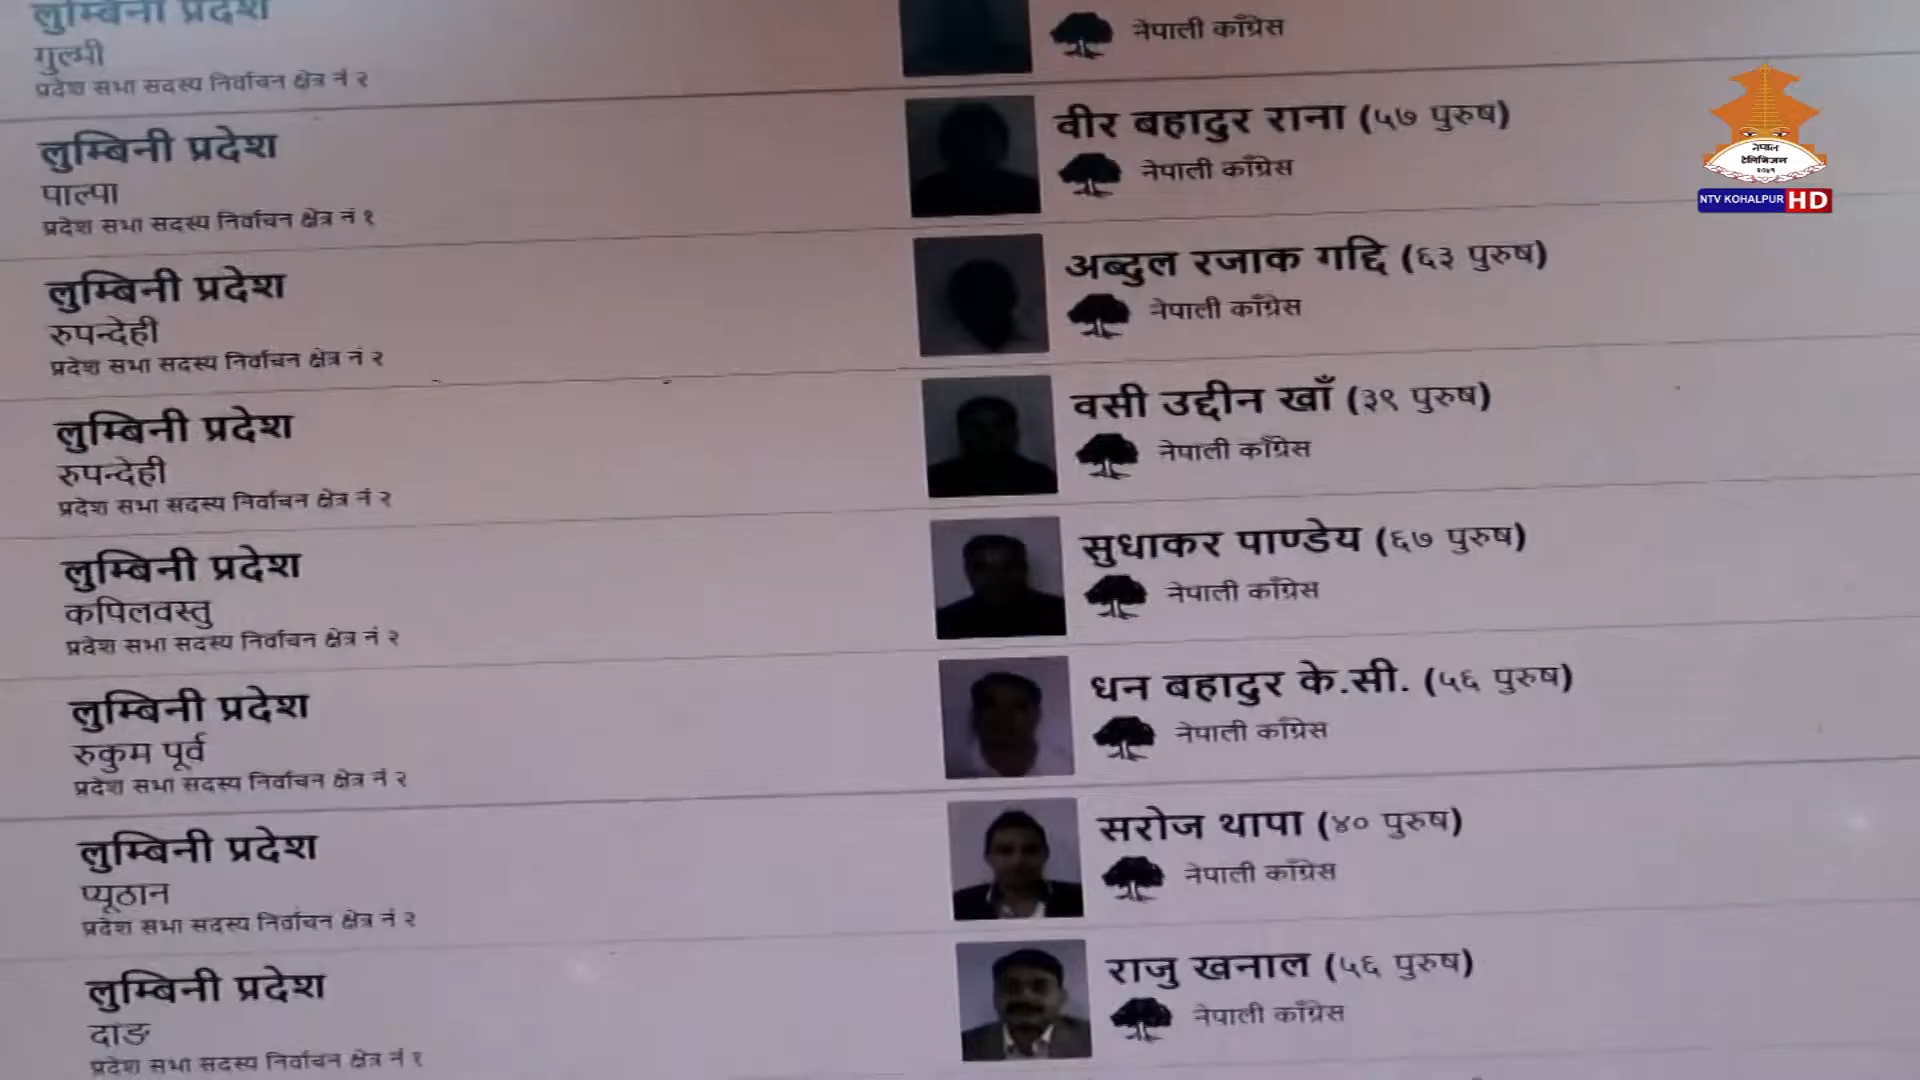 लुम्बिनी प्रदेश
गुल्मी
प्रदेश सभा सदस्य निर्वाचन क्षेत्र नं २
नेपाली काँग्रेस
लुम्बिनी प्रदेश
पाल्पा
प्रदेश सभा सदस्य निर्वाचन क्षेत्र नं १
वीर बहादुर राना (५७ पुरुष)
नेपाली काँग्रेस
लुम्बिनी प्रदेश
रुपन्देही
प्रदेश सभा सदस्य निर्वाचन क्षेत्र नं २
अब्दुल रजाक गद्दि (६३ पुरुष)
नेपाली काँग्रेस
लुम्बिनी प्रदेश
रुपन्देही
प्रदेश सभा सदस्य निर्वाचन क्षेत्र नं २
वसी उद्दीन खाँ (३९ पुरुष)
नेपाली काँग्रेस
लुम्बिनी प्रदेश
कपिलवस्तु
प्रदेश सभा सदस्य निर्वाचन क्षेत्र नं २
सुधाकर पाण्डेय (६७ पुरुष)
नेपाली काँग्रेस
लुम्बिनी प्रदेश
रुकुम पूर्व
प्रदेश सभा सदस्य निर्वाचन क्षेत्र नं २
धन बहादुर के.सी. (५६ पुरुष)
नेपाली काँग्रेस
लुम्बिनी प्रदेश
प्यूठान
प्रदेश सभा सदस्य निर्वाचन क्षेत्र नं २
सरोज थापा (४० पुरुष)
नेपाली काँग्रेस
लुम्बिनी प्रदेश
दाङ
प्रदेश सभा सदस्य निर्वाचन क्षेत्र नं १
राजु खनाल (५६ पुरुष)
नेपाली काँग्रेस
नेपाल
टेलिभिजन
२०४१
NTV KOHALPUR HD